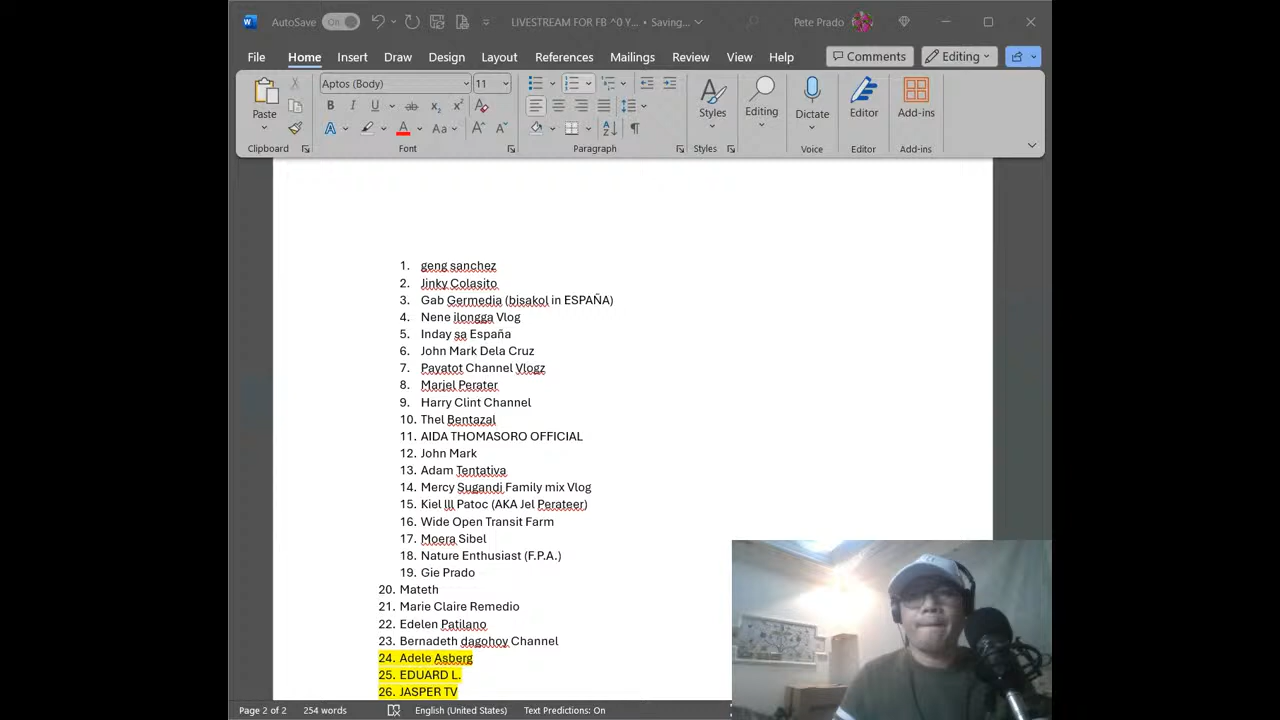 AutoSave On LIVESTREAM FOR FB ^0 Y... • Saving... Pete Prado
File Home Insert Draw Design Layout References Mailings Review View Help Comments Editing
Aptos (Body) 11
Paste Styles Editing Dictate Editor Add-ins
Clipboard Font Paragraph Styles Voice Editor Add-ins
1. geng sanchez
2. Jinky Colasito
3. Gab Germedia (bisakol in ESPAÑA)
4. Nene ilongga Vlog
5. Inday sa España
6. John Mark Dela Cruz
7. Payatot Channel Vlogz
8. Marjel Perater
9. Harry Clint Channel
10. Thel Bentazal
11. AIDA THOMASORO OFFICIAL
12. John Mark
13. Adam Tentativa
14. Mercy Sugandi Family mix Vlog
15. Kiel lll Patoc (AKA Jel Perateer)
16. Wide Open Transit Farm
17. Moera Sibel
18. Nature Enthusiast (F.P.A.)
19. Gie Prado
20. Mateth
21. Marie Claire Remedio
22. Edelen Patilano
23. Bernadeth dagohoy Channel
24. Adele Asberg
25. EDUARD L.
26. JASPER TV
Page 2 of 2 254 words English (United States) Text Predictions: On